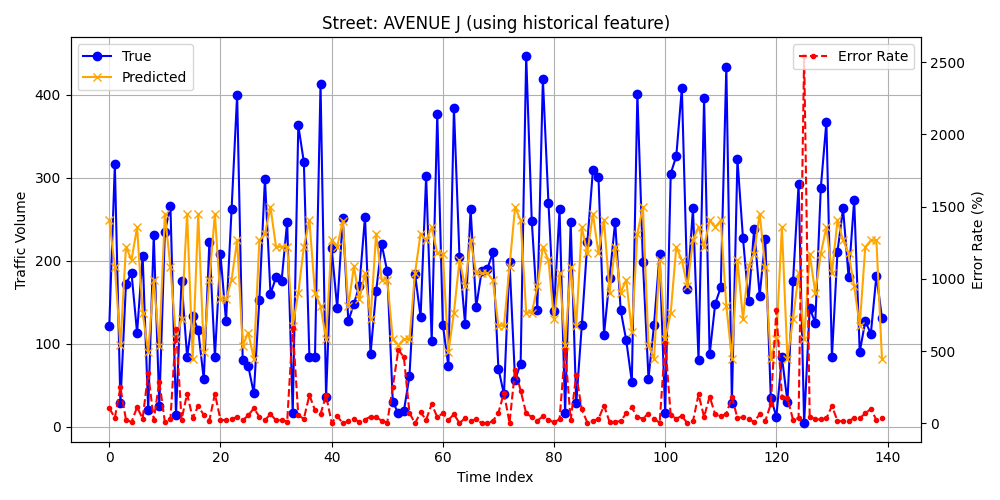 Street: AVENUE J (using historical feature)
True
Predicted
Error Rate
Traffic Volume
400
300
200
100
0
2500
2000
1500
1000
500
0
Error Rate (%)
0 20 40 60 80 100 120 140
Time Index